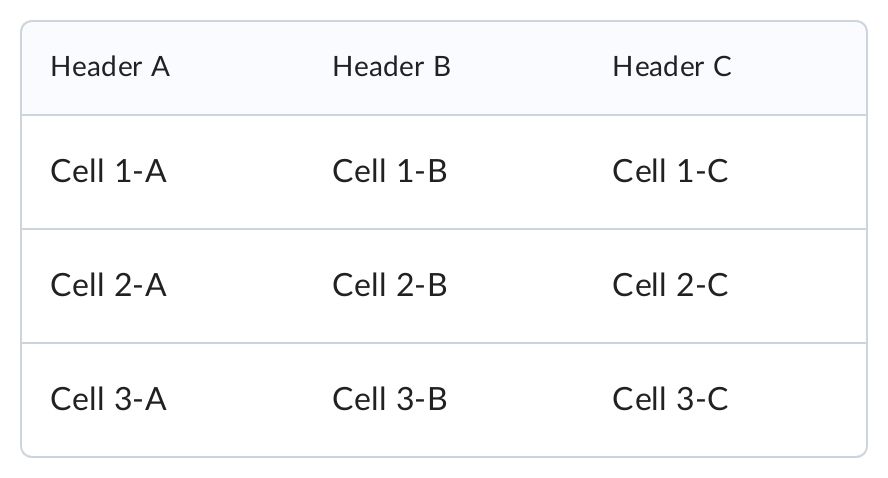 Header A Header B Header C
Cell 1-A Cell 1-B Cell 1-C
Cell 2-A Cell 2-B Cell 2-C
Cell 3-A Cell 3-B Cell 3-C